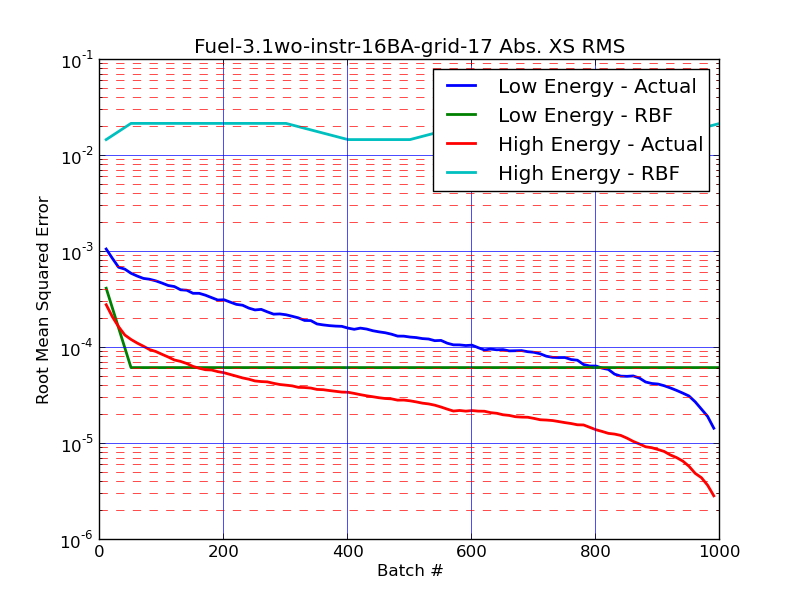 Fuel-3.1wo-instr-16BA-grid-17 Abs. XS RMS
Low Energy - Actual
Low Energy - RBF
High Energy - Actual
High Energy - RBF
Root Mean Squared Error
10^-1
10^-2
10^-3
10^-4
10^-5
10^-6
0 200 400 600 800 1000
Batch #